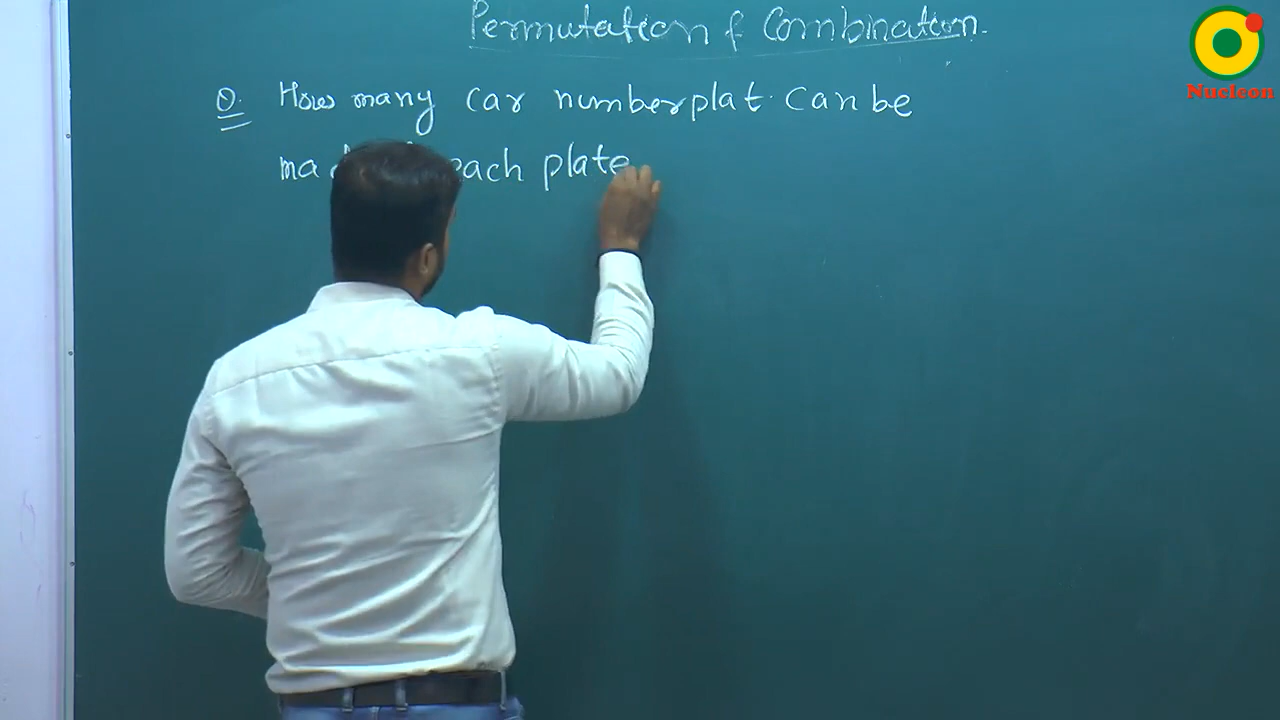 Permutation & Combination.
Nucleon
Q. How many car numberplat. can be
each plate